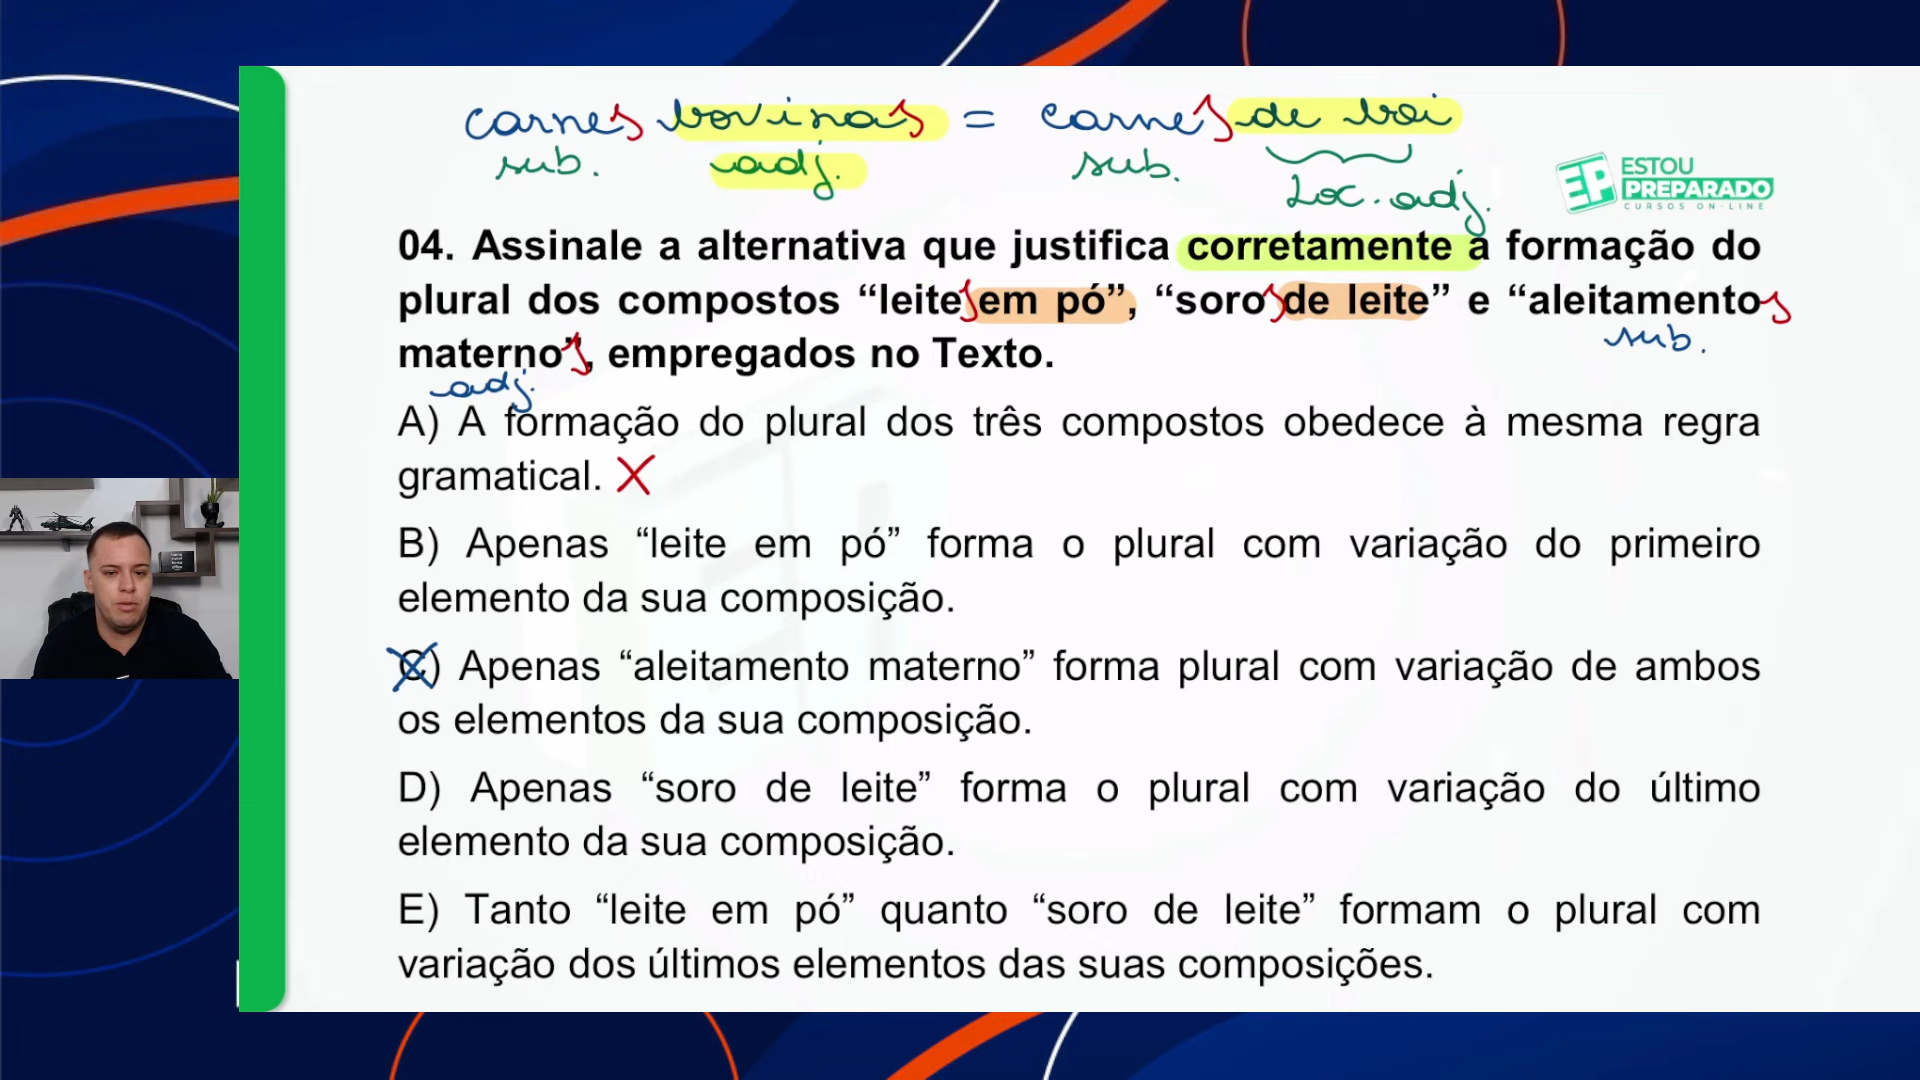 carnes bovinas = carnes de boi
sub. adj. sub. Loc. adj.
ESTOU
PREPARADO
CURSOS ON-LINE
EP
04. Assinale a alternativa que justifica corretamente a formação do
plural dos compostos “leites em pó”, “soros de leite” e “aleitamentos
sub.
maternos”, empregados no Texto.
adj.
A) A formação do plural dos três compostos obedece à mesma regra
gramatical. X
B) Apenas “leite em pó” forma o plural com variação do primeiro
elemento da sua composição.
C) Apenas “aleitamento materno” forma plural com variação de ambos
os elementos da sua composição.
D) Apenas “soro de leite” forma o plural com variação do último
elemento da sua composição.
E) Tanto “leite em pó” quanto “soro de leite” formam o plural com
variação dos últimos elementos das suas composições.